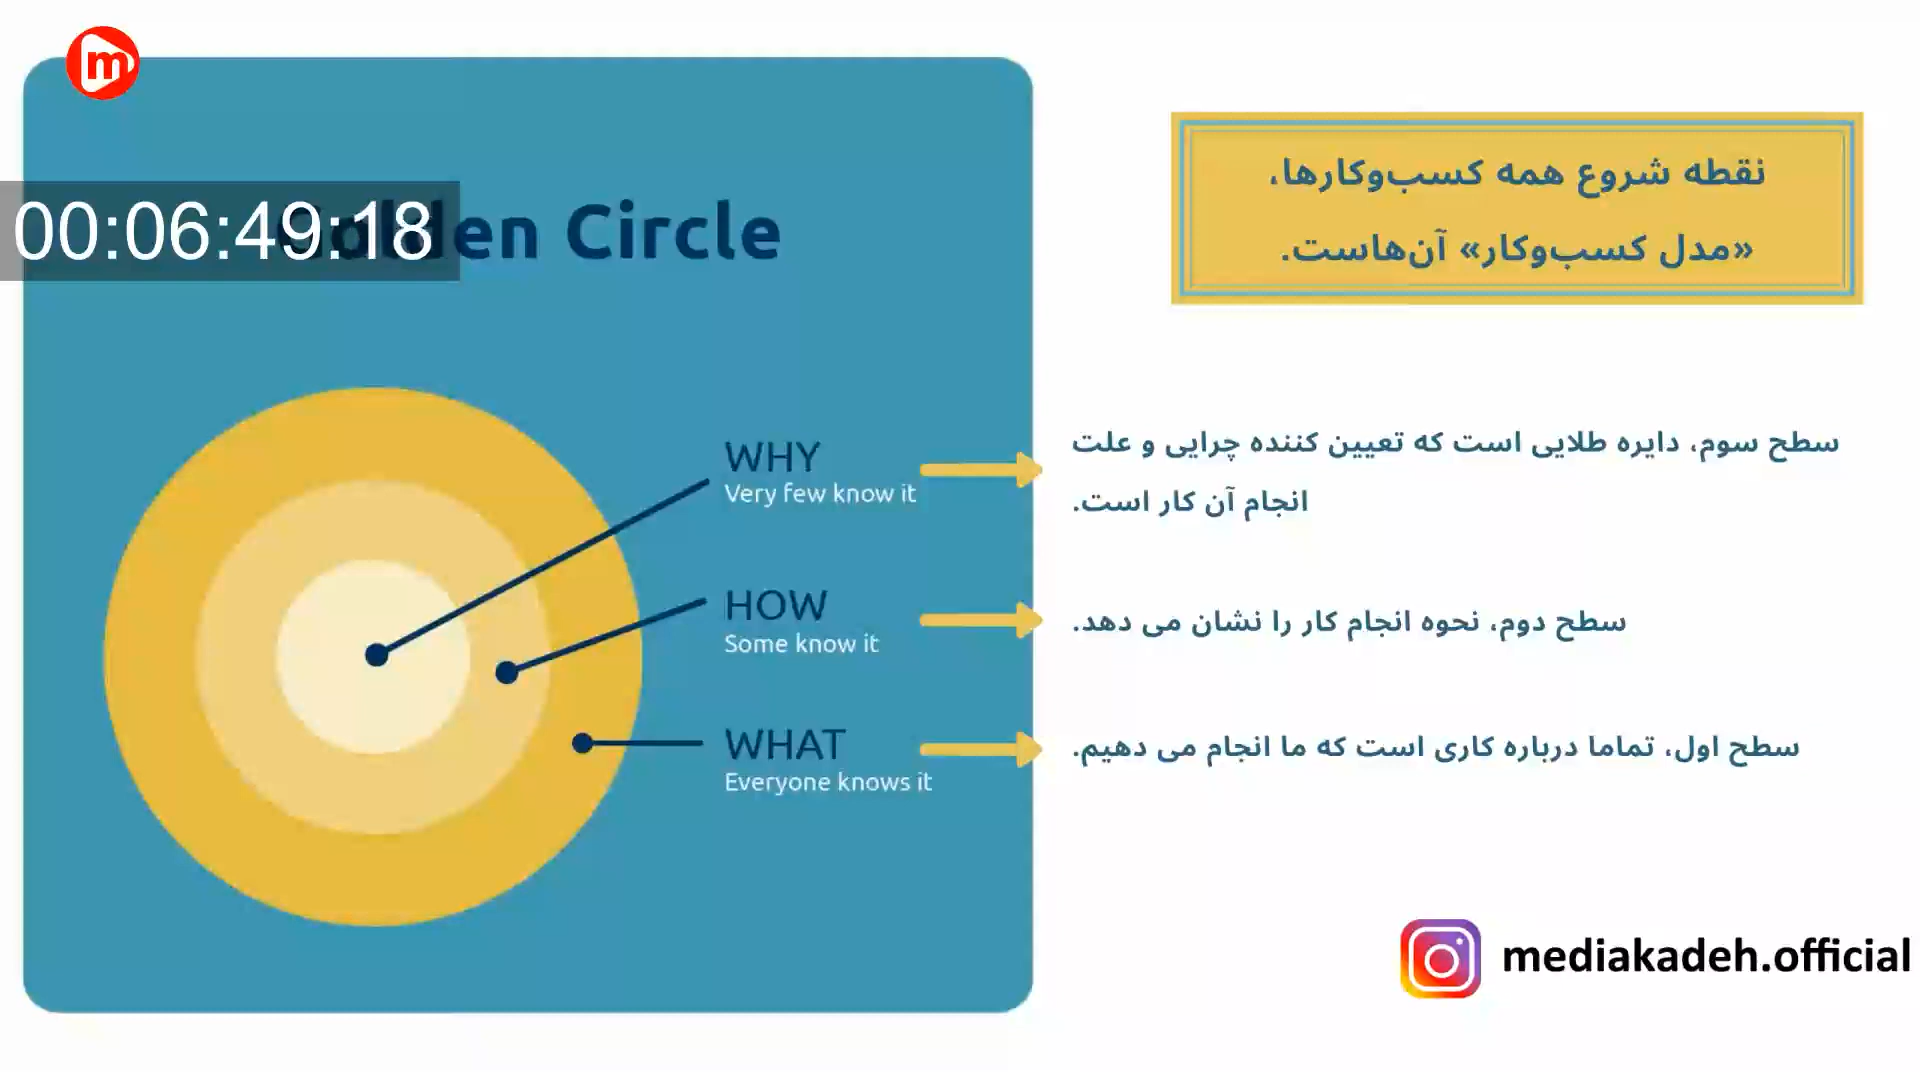 m
00:06:49:18
Golden Circle
نقطه شروع همه کسب‌وکارها،
«مدل کسب‌وکار» آن‌هاست.
WHY
Very few know it
سطح سوم، دایره طلایی است که تعیین کننده چرایی و علت
انجام آن کار است.
HOW
Some know it
سطح دوم، نحوه انجام کار را نشان می دهد.
WHAT
Everyone knows it
سطح اول، تماما درباره کاری است که ما انجام می دهیم.
mediakadeh.official